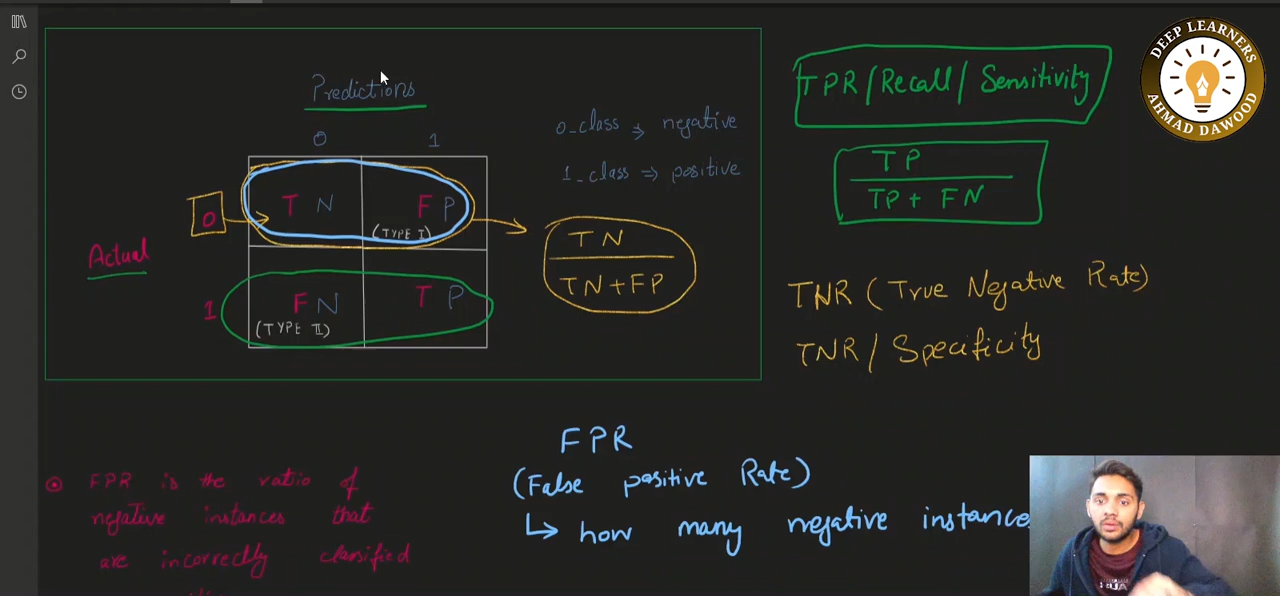 DEEP LEARNERS
AHMAD DAWOOD
Predictions
0 1
0_class ⇒ negative
1_class ⇒ positive
Actual
0
TN
FP
(TYPE I)
1
FN
(TYPE II)
TP
TN
TN+FP
TPR/Recall/Sensitivity
TP
TP+ FN
TNR (True Negative Rate)
TNR/ Specificity
FPR
(False positive Rate)
↳ how many negative instance
FPR is the ratio of
negative instances that
are incorrectly classified